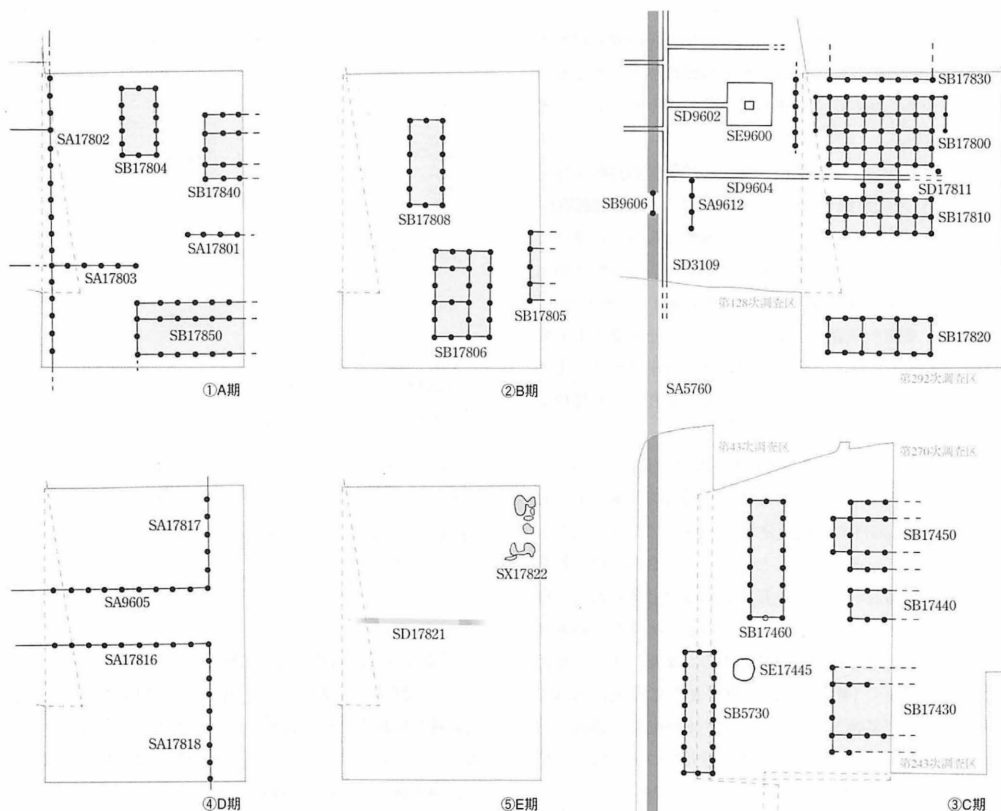 SA17802
SB17804
SB17840
SA17801
SA17803
SB17850
①A期
SB17808
SB17805
SB17806
②B期
SB17830
SD9602
SE9600
SB17800
SD9604
SD17811
SB9606
SA9612
SB17810
SD3109
第128次調査区
SB17820
第292次調査区
SA5760
第43次調査区
第270次調査区
SB17450
SB17440
SB17460
SE17445
SB5730
SB17430
第243次調査区
③C期
SA17817
SA9605
SA17816
SA17818
④D期
SX17822
SD17821
⑤E期